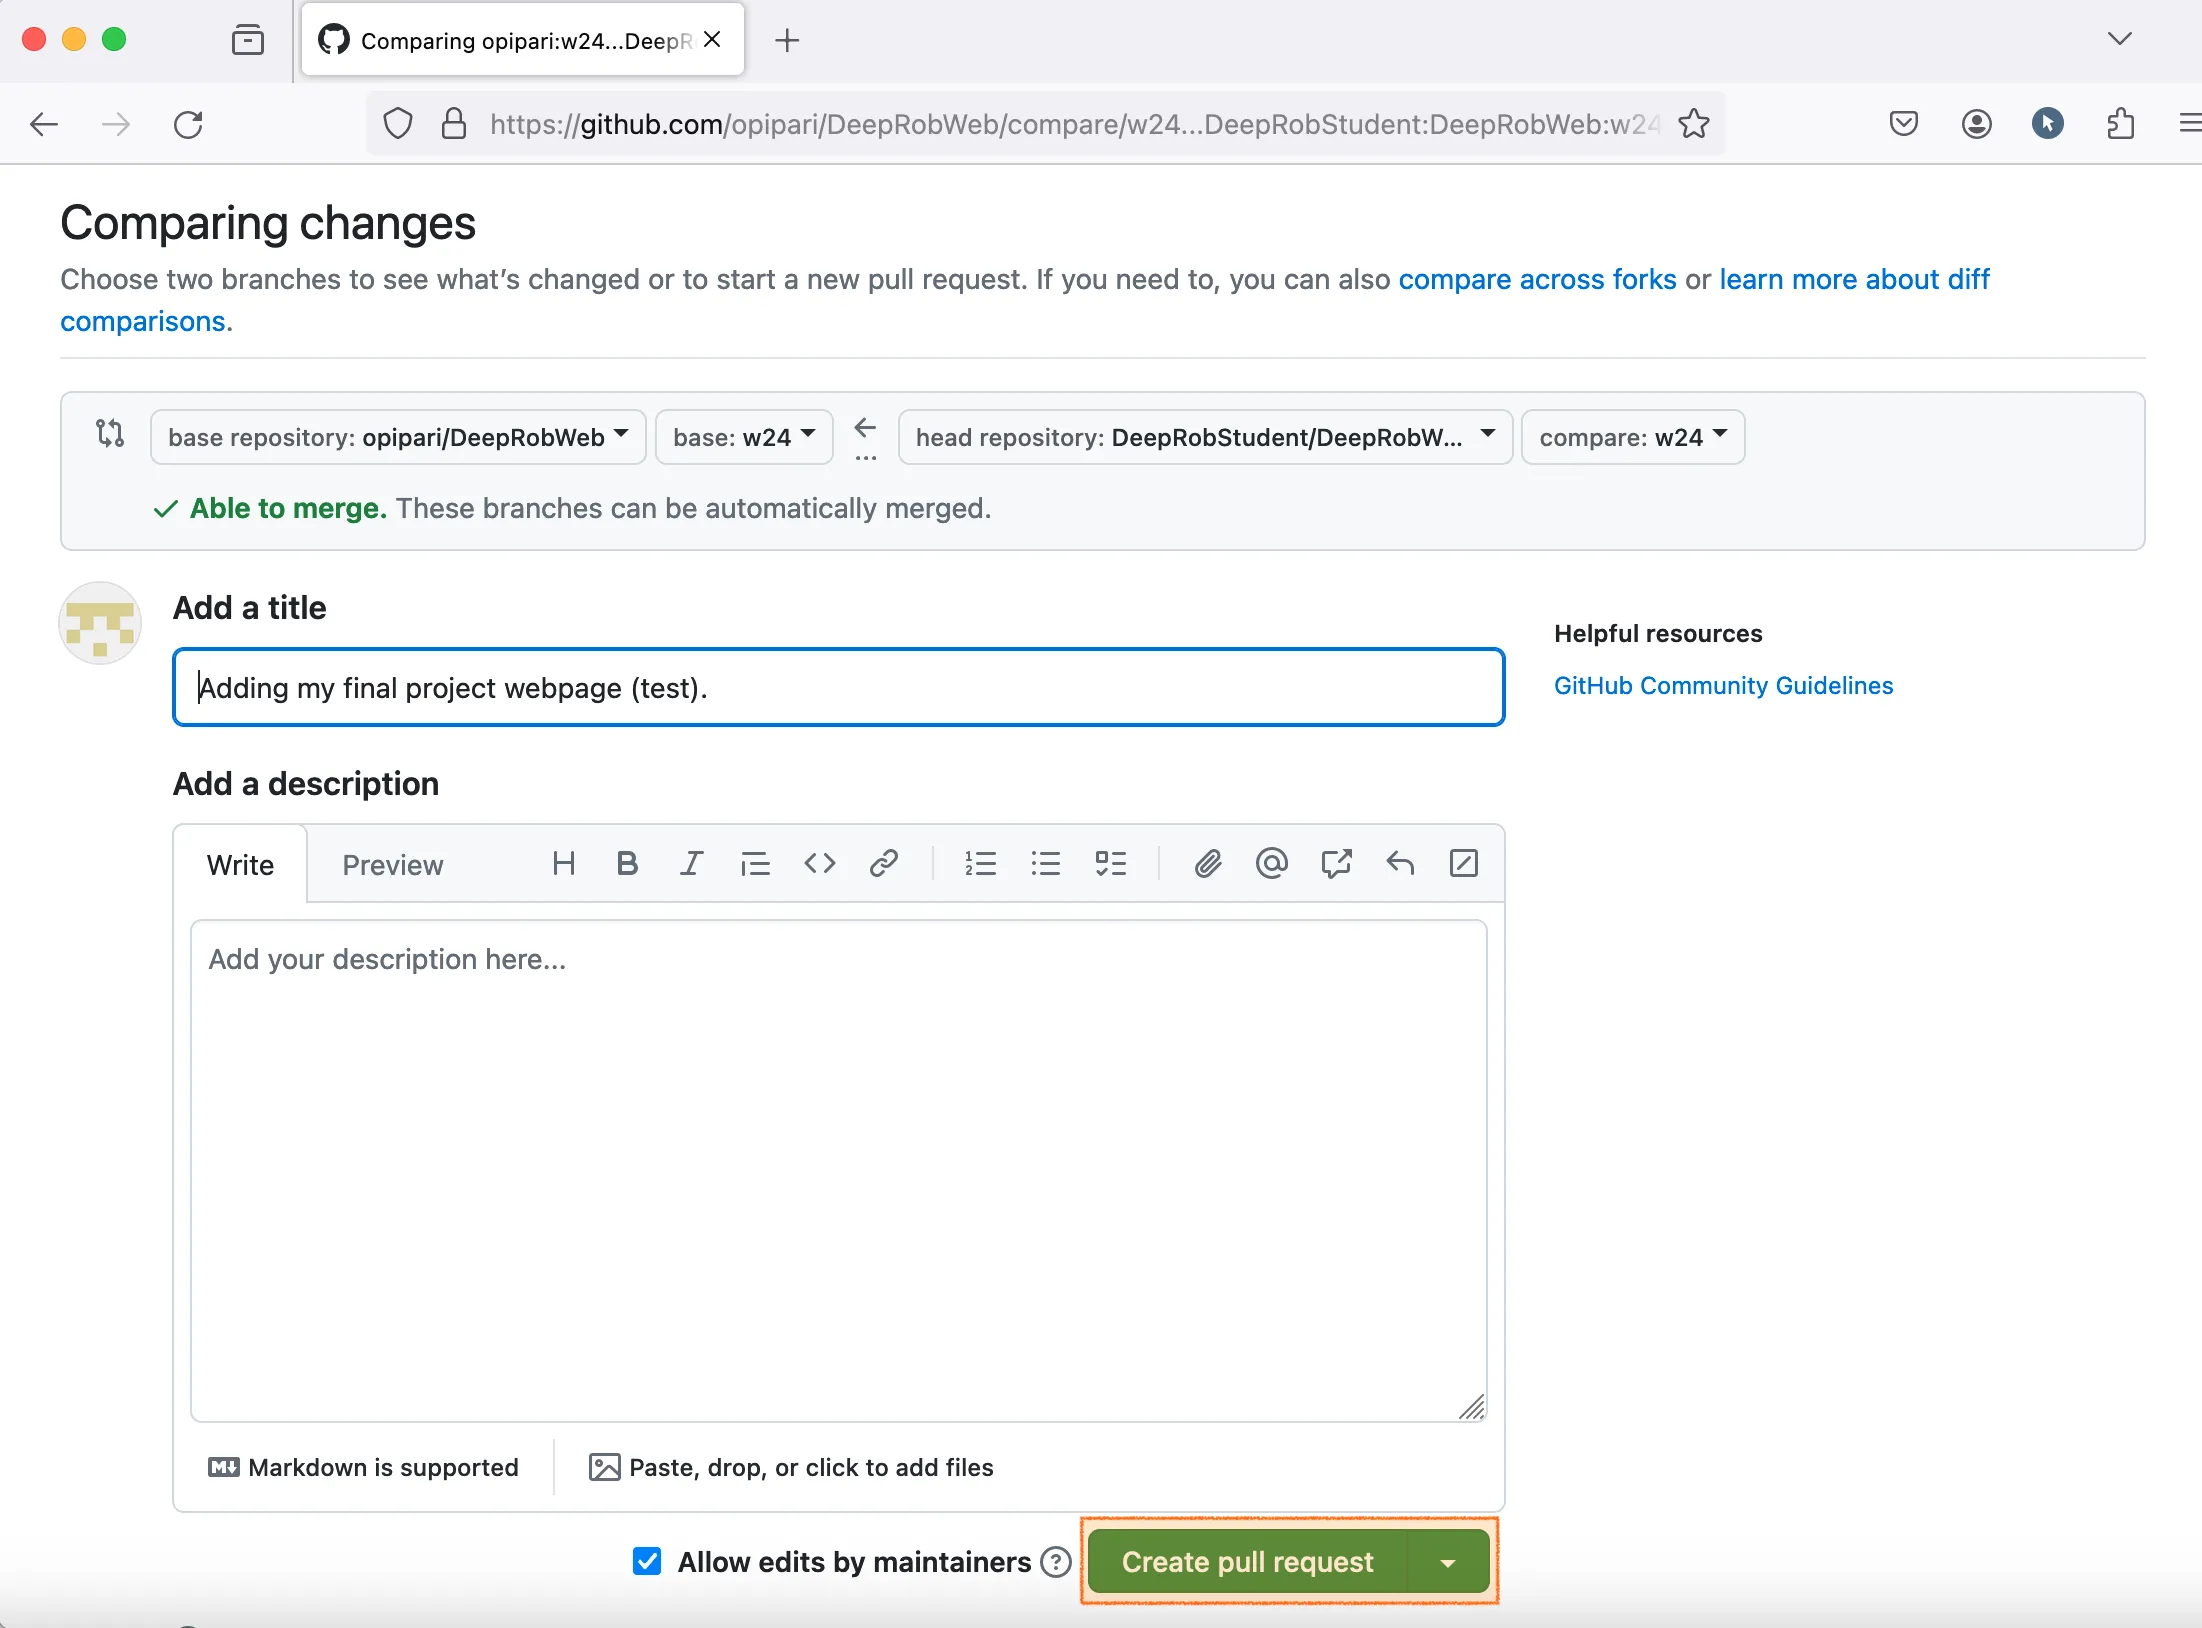 Comparing opipari:w24...DeepR
https://github.com/opipari/DeepRobWeb/compare/w24...DeepRobStudent:DeepRobWeb:w24
Comparing changes
Choose two branches to see what's changed or to start a new pull request. If you need to, you can also compare across forks or learn more about diff
comparisons.
base repository: opipari/DeepRobWeb base: w24 ... head repository: DeepRobStudent/DeepRobW... compare: w24
Able to merge. These branches can be automatically merged.
Add a title
Helpful resources
Adding my final project webpage (test).
GitHub Community Guidelines
Add a description
Write Preview
Add your description here...
Markdown is supported Paste, drop, or click to add files
Allow edits by maintainers Create pull request